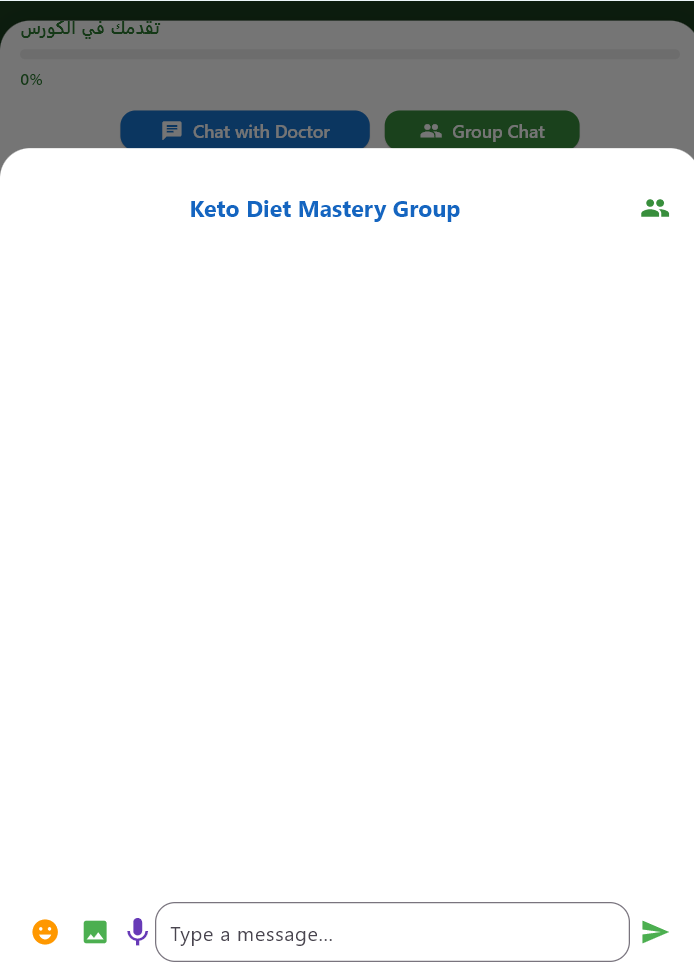 تقدمك في الكورس
0%
Chat with Doctor
Group Chat
Keto Diet Mastery Group
Type a message...